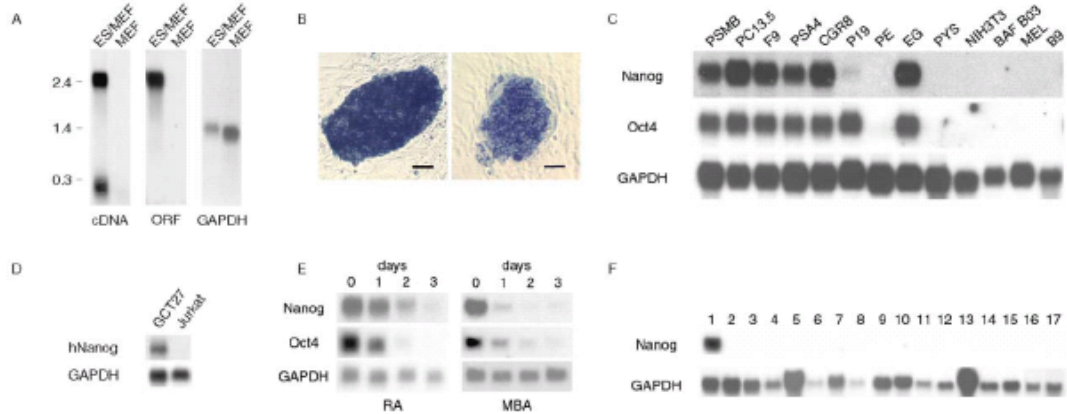 A
ES/MEF MEF ES/MEF MEF ES/MEF MEF
2.4 -
1.4 -
0.3 -
cDNA ORF GAPDH
B
C
PSMB PC13.5 F9 PSA4 CGR8 P19 PE EG PYS NIH3T3 BAF B03 MEL B9
Nanog
Oct4
GAPDH
D
GCT27 Jurkat
hNanog
GAPDH
E
days days
0 1 2 3 0 1 2 3
Nanog
Oct4
GAPDH
RA MBA
F
1 2 3 4 5 6 7 8 9 10 11 12 13 14 15 16 17
Nanog
GAPDH